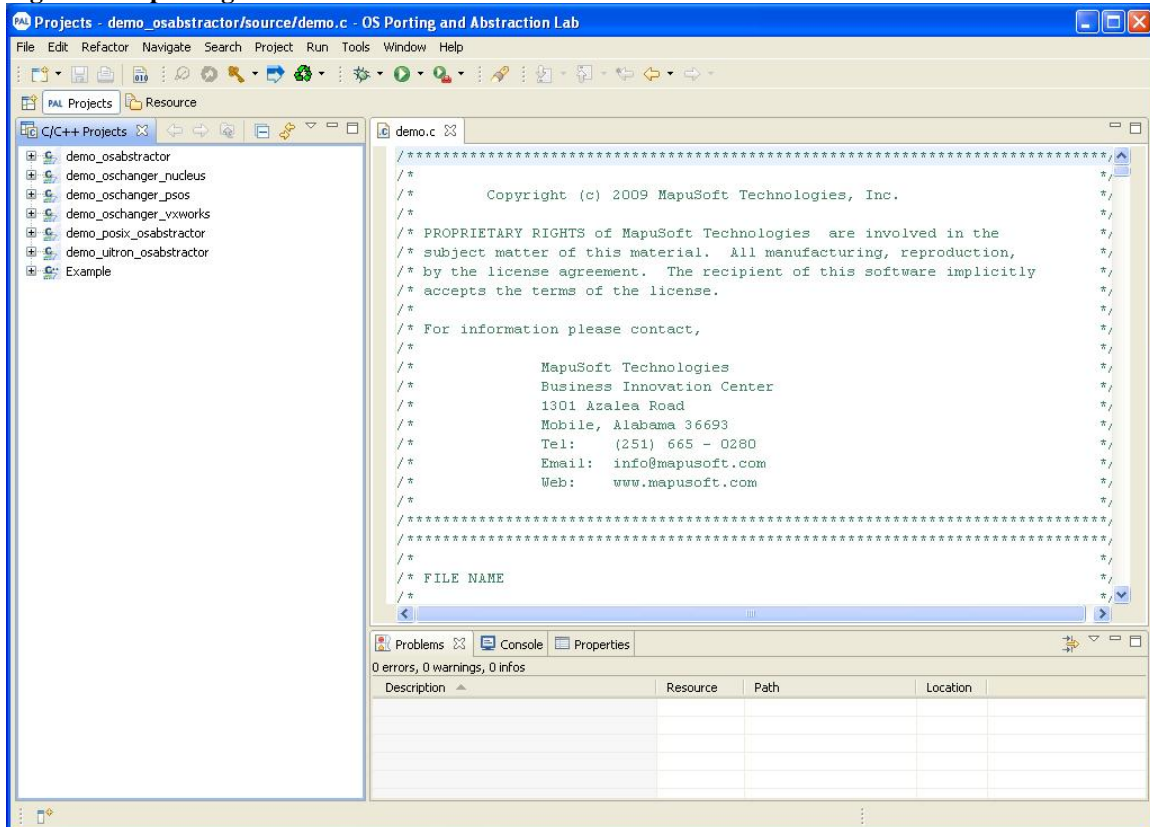 Projects - demo_osabstractor/source/demo.c - OS Porting and Abstraction Lab
File Edit Refactor Navigate Search Project Run Tools Window Help
PAL Projects Resource
C/C++ Projects
demo_osabstractor
demo_oschanger_nucleus
demo_oschanger_psos
demo_oschanger_vxworks
demo_posix_osabstractor
demo_uitron_osabstractor
Example
demo.c
/******************************************************************************/
/* */
/* Copyright (c) 2009 MapuSoft Technologies, Inc. */
/* */
/* PROPRIETARY RIGHTS of MapuSoft Technologies are involved in the */
/* subject matter of this material. All manufacturing, reproduction, */
/* by the license agreement. The recipient of this software implicitly */
/* accepts the terms of the license. */
/* */
/* For information please contact, */
/* */
/* MapuSoft Technologies */
/* Business Innovation Center */
/* 1301 Azalea Road */
/* Mobile, Alabama 36693 */
/* Tel: (251) 665 - 0280 */
/* Email: info@mapusoft.com */
/* Web: www.mapusoft.com */
/* */
/******************************************************************************/
/******************************************************************************/
/* */
/* FILE NAME */
/* */
Problems Console Properties
0 errors, 0 warnings, 0 infos
Description Resource Path Location